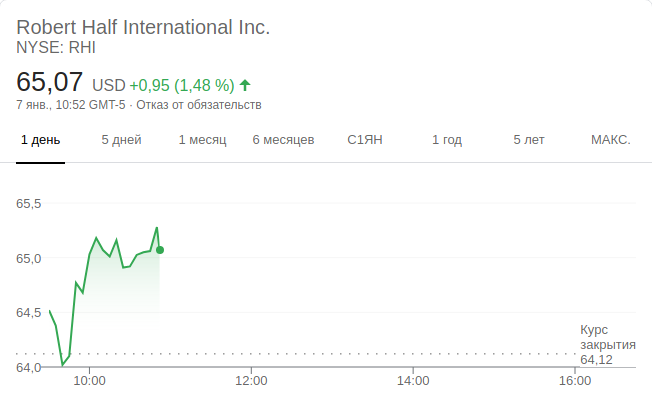 Robert Half International Inc.
NYSE: RHI
65,07 USD +0,95 (1,48 %)
7 янв., 10:52 GMT-5 · Отказ от обязательств
1 день 5 дней 1 месяц 6 месяцев С1ЯН 1 год 5 лет МАКС.
65,5
65,0
64,5
Курс
закрытия
64,12
64,0
10:00 12:00 14:00 16:00